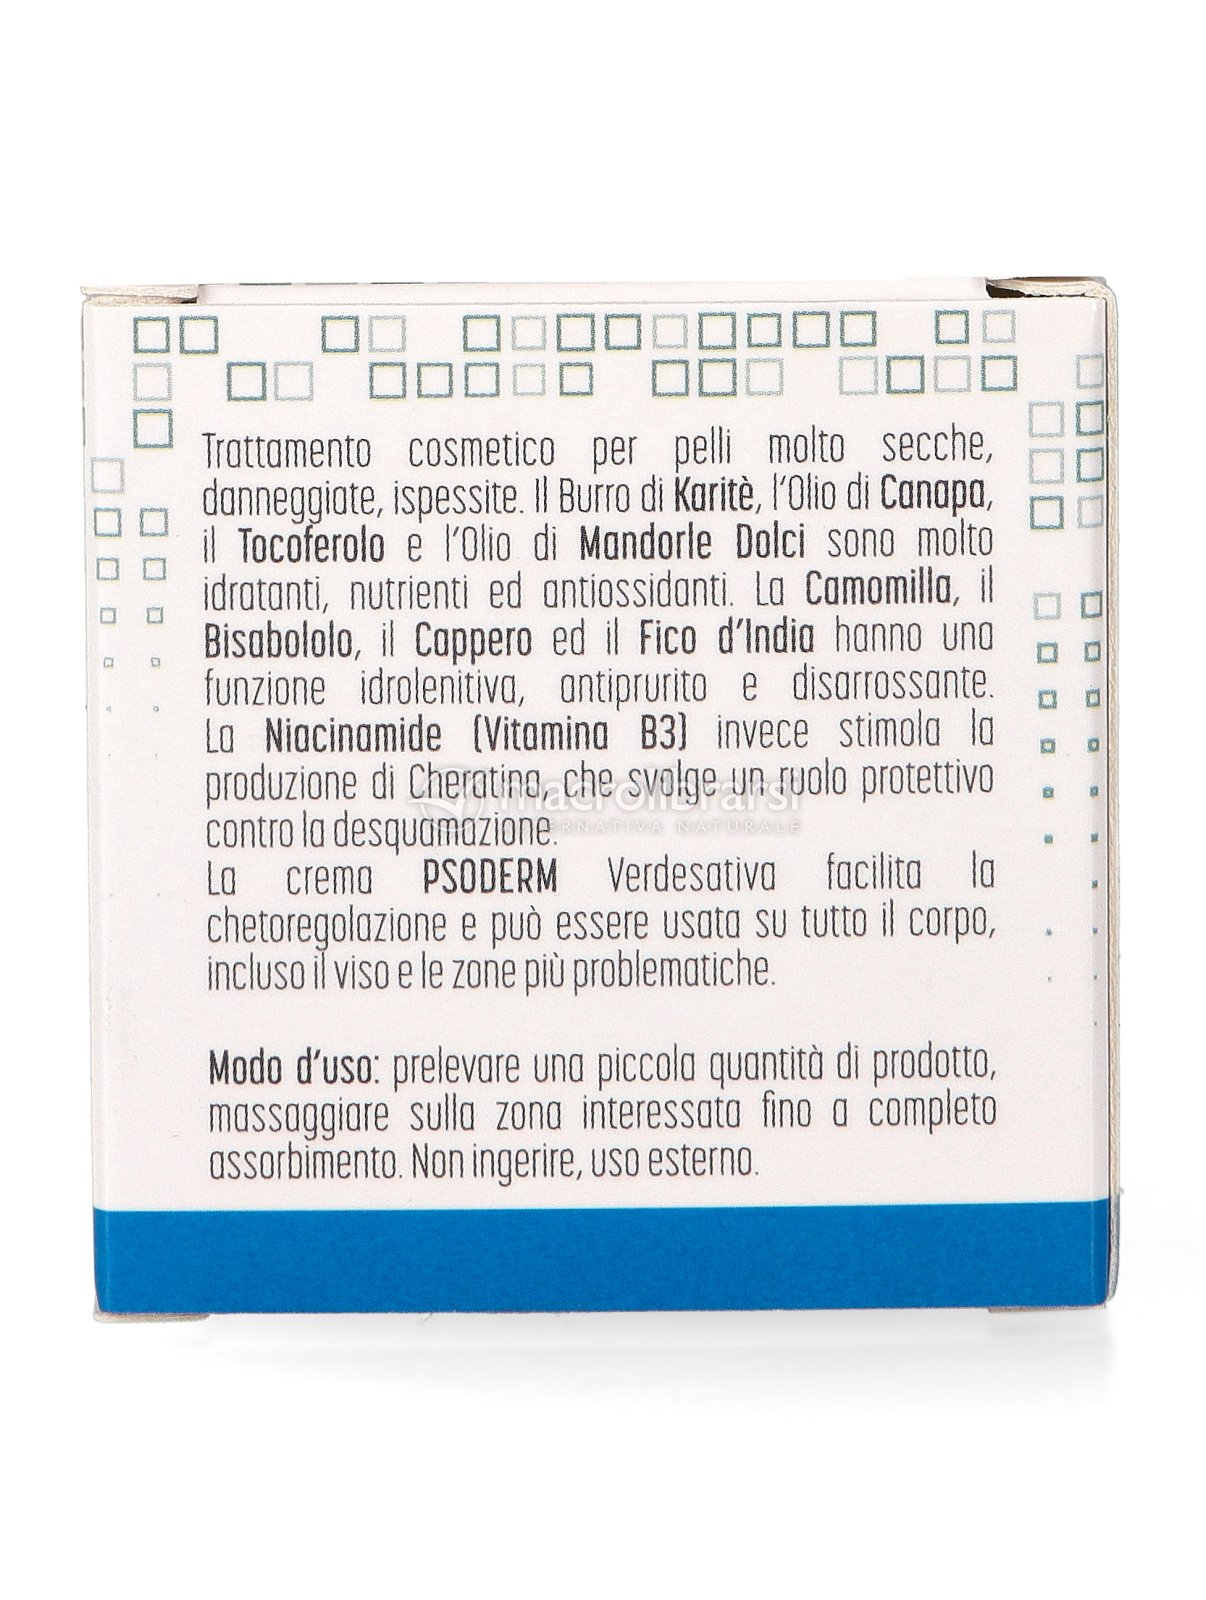 Trattamento cosmetico per pelli molto secche,
danneggiate, ispessite. Il Burro di Karitè, l'Olio di Canapa,
il Tocoferolo e l'Olio di Mandorle Dolci sono molto
idratanti, nutrienti ed antiossidanti. La Camomilla, il
Bisabololo, il Cappero ed il Fico d'India hanno una
funzione idrolenitiva, antiprurito e disarrossante.
La Niacinamide (Vitamina B3) invece stimola la
produzione di Cheratina, che svolge un ruolo protettivo
macrolibrarsi
contro la desquamazione.
ALTERNATIVA NATURALE
La crema PSODERM Verdesativa facilita la
chetoregolazione e può essere usata su tutto il corpo,
incluso il viso e le zone più problematiche.
Modo d'uso: prelevare una piccola quantità di prodotto,
massaggiare sulla zona interessata fino a completo
assorbimento. Non ingerire, uso esterno.